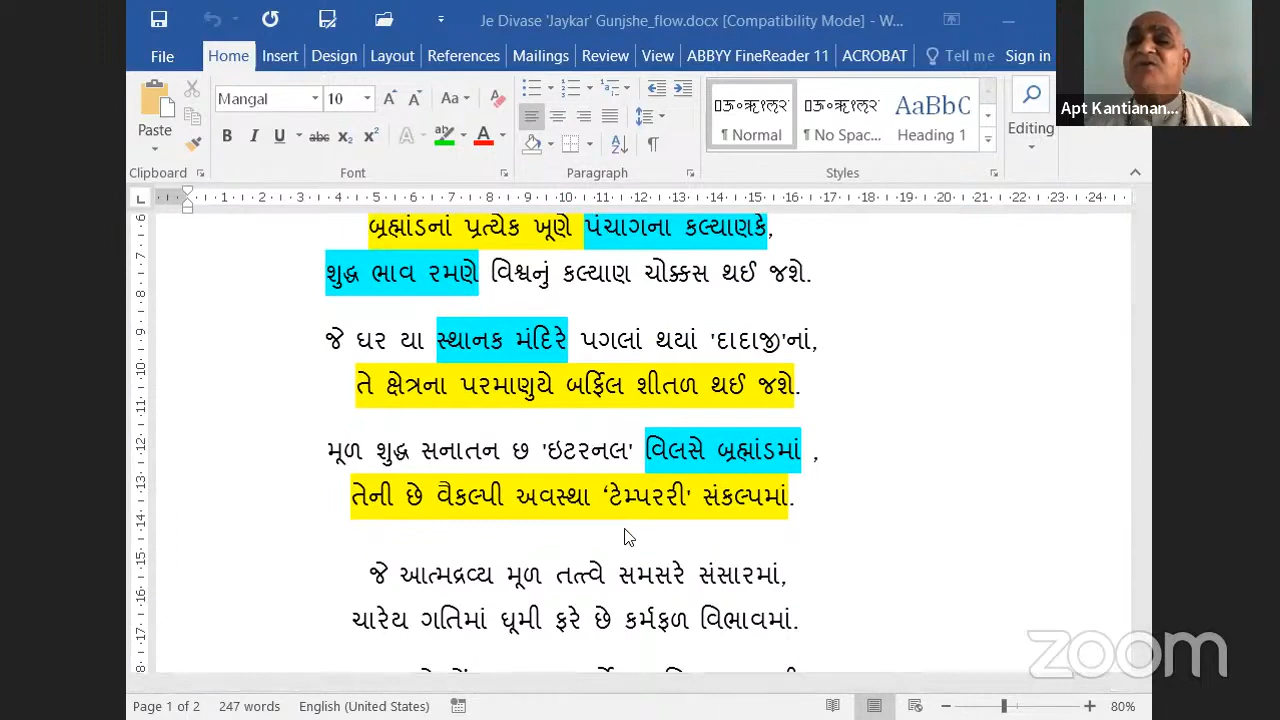 Je Divase 'Jaykar' Gunjshe_flow.docx [Compatibility Mode] - W...
File Home Insert Design Layout References Mailings Review View ABBYY FineReader 11 ACROBAT Tell me Sign in
Apt Kantianan...
Paste
Mangal 10
Normal No Spac... Heading 1
Editing
Clipboard Font Paragraph Styles
બ્રહ્માંડનાં પ્રત્યેક ખૂણે પંચાગના કલ્યાણકે,
શુદ્ધ ભાવ રમણે વિશ્વનું કલ્યાણ ચોક્કસ થઈ જશે.
જે ઘર યા સ્થાનક મંદિરે પગલાં થયાં 'દાદાજી'નાં,
તે ક્ષેત્રના પરમાણુયે બર્ફિલ શીતળ થઈ જશે.
મૂળ શુદ્ધ સનાતન છ 'ઇટરનલ' વિલસે બ્રહ્માંડમાં ,
તેની છે વૈકલ્પી અવસ્થા ‘ટેમ્પરરી' સંકલ્પમાં.
જે આત્મદ્રવ્ય મૂળ તત્ત્વે સમસરે સંસારમાં,
ચારેય ગતિમાં ઘૂમી ફરે છે કર્મફળ વિભાવમાં.
zoom
Page 1 of 2 247 words English (United States) 80%